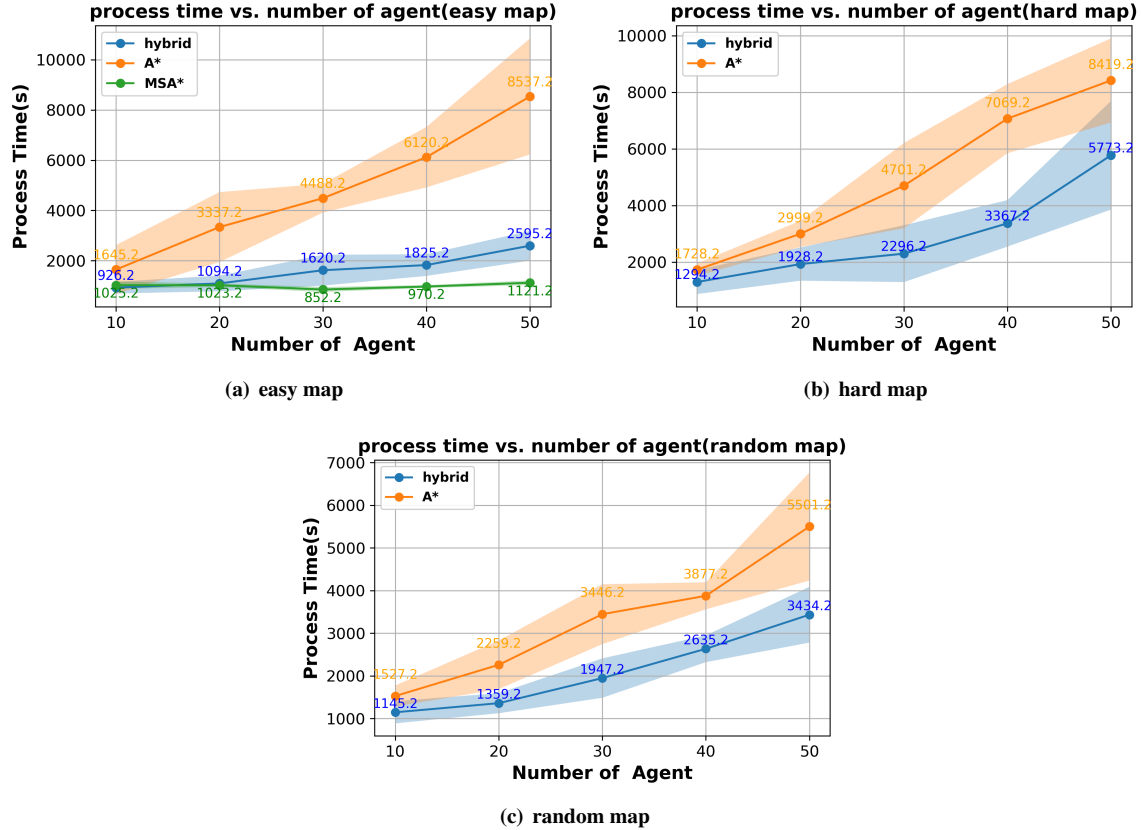 process time vs. number of agent(easy map)
hybrid
A*
MSA*
Process Time(s)
10000
8000
6000
4000
2000
1645.2
3337.2
4488.2
6120.2
8537.2
926.2
1094.2
1620.2
1825.2
2595.2
1025.2
1023.2
852.2
970.2
1121.2
10 20 30 40 50
Number of Agent
(a) easy map
process time vs. number of agent(hard map)
hybrid
A*
Process Time(s)
10000
8000
6000
4000
2000
1728.2
2999.2
4701.2
7069.2
8419.2
1294.2
1928.2
2296.2
3367.2
5773.2
10 20 30 40 50
Number of Agent
(b) hard map
process time vs. number of agent(random map)
hybrid
A*
Process Time(s)
7000
6000
5000
4000
3000
2000
1000
1527.2
2259.2
3446.2
3877.2
5501.2
1145.2
1359.2
1947.2
2635.2
3434.2
10 20 30 40 50
Number of Agent
(c) random map